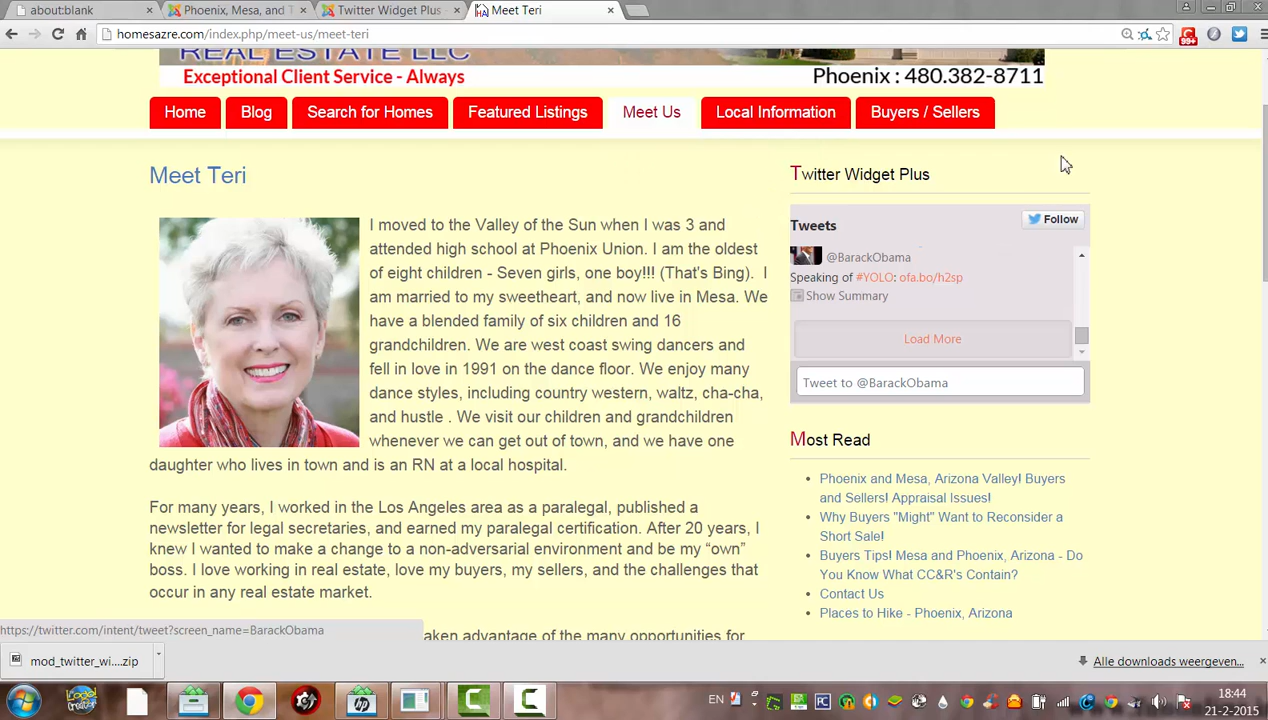 about:blank
Phoenix, Mesa, and T
Twitter Widget Plus -
Meet Teri
homesazre.com/index.php/meet-us/meet-teri
99+
REAL ESTATE LLC
Exceptional Client Service - Always
Phoenix : 480.382-8711
Home
Blog
Search for Homes
Featured Listings
Meet Us
Local Information
Buyers / Sellers
Meet Teri
I moved to the Valley of the Sun when I was 3 and
attended high school at Phoenix Union. I am the oldest
of eight children - Seven girls, one boy!!! (That's Bing).  I
am married to my sweetheart, and now live in Mesa. We
have a blended family of six children and 16
grandchildren. We are west coast swing dancers and
fell in love in 1991 on the dance floor. We enjoy many
dance styles, including country western, waltz, cha-cha,
and hustle . We visit our children and grandchildren
whenever we can get out of town, and we have one
daughter who lives in town and is an RN at a local hospital.
For many years, I worked in the Los Angeles area as a paralegal, published a
newsletter for legal secretaries, and earned my paralegal certification. After 20 years, I
knew I wanted to make a change to a non-adversarial environment and be my “own”
boss. I love working in real estate, love my buyers, my sellers, and the challenges that
occur in any real estate market.
aken advantage of the many opportunities for
Twitter Widget Plus
Tweets
Follow
@BarackObama
Speaking of #YOLO: ofa.bo/h2sp
Show Summary
Load More
Tweet to @BarackObama
Most Read
Phoenix and Mesa, Arizona Valley! Buyers
and Sellers! Appraisal Issues!
Why Buyers "Might" Want to Reconsider a
Short Sale!
Buyers Tips! Mesa and Phoenix, Arizona - Do
You Know What CC&R's Contain?
Contact Us
Places to Hike - Phoenix, Arizona
https://twitter.com/intent/tweet?screen_name=BarackObama
mod_twitter_wi....zip
Alle downloads weergeven...
EN
18:44
21-2-2015